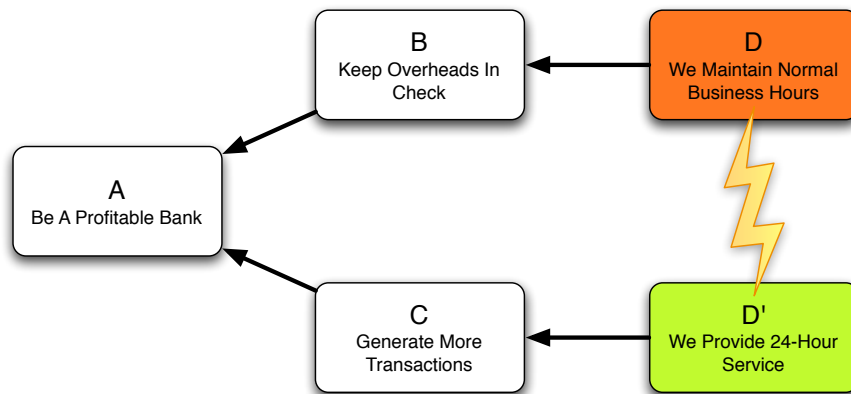 B
Keep Overheads In
Check
D
We Maintain Normal
Business Hours
A
Be A Profitable Bank
C
Generate More
Transactions
D'
We Provide 24-Hour
Service